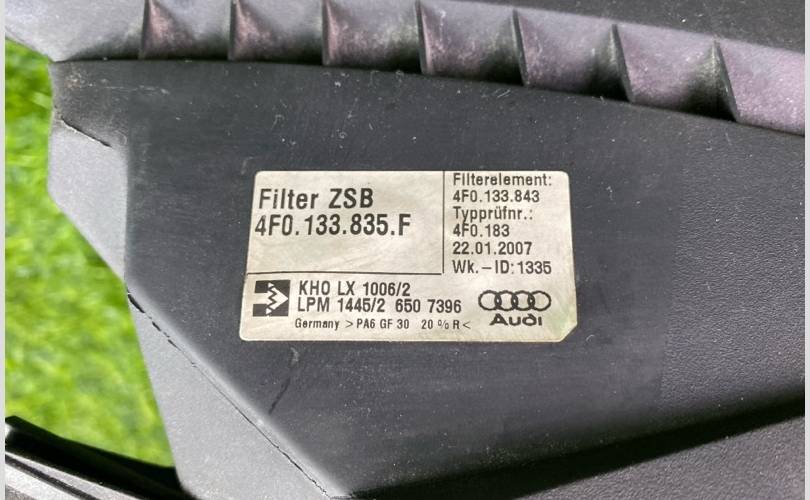 Filter ZSB
4F0.133.835.F
Filterelement:
4F0.133.843
Typprüfnr.:
4F0.183
22.01.2007
Wk.-ID:1335
KHO LX 1006/2
LPM 1445/2 650 7396
Germany >PA6 GF 30 20 % R<
Audi